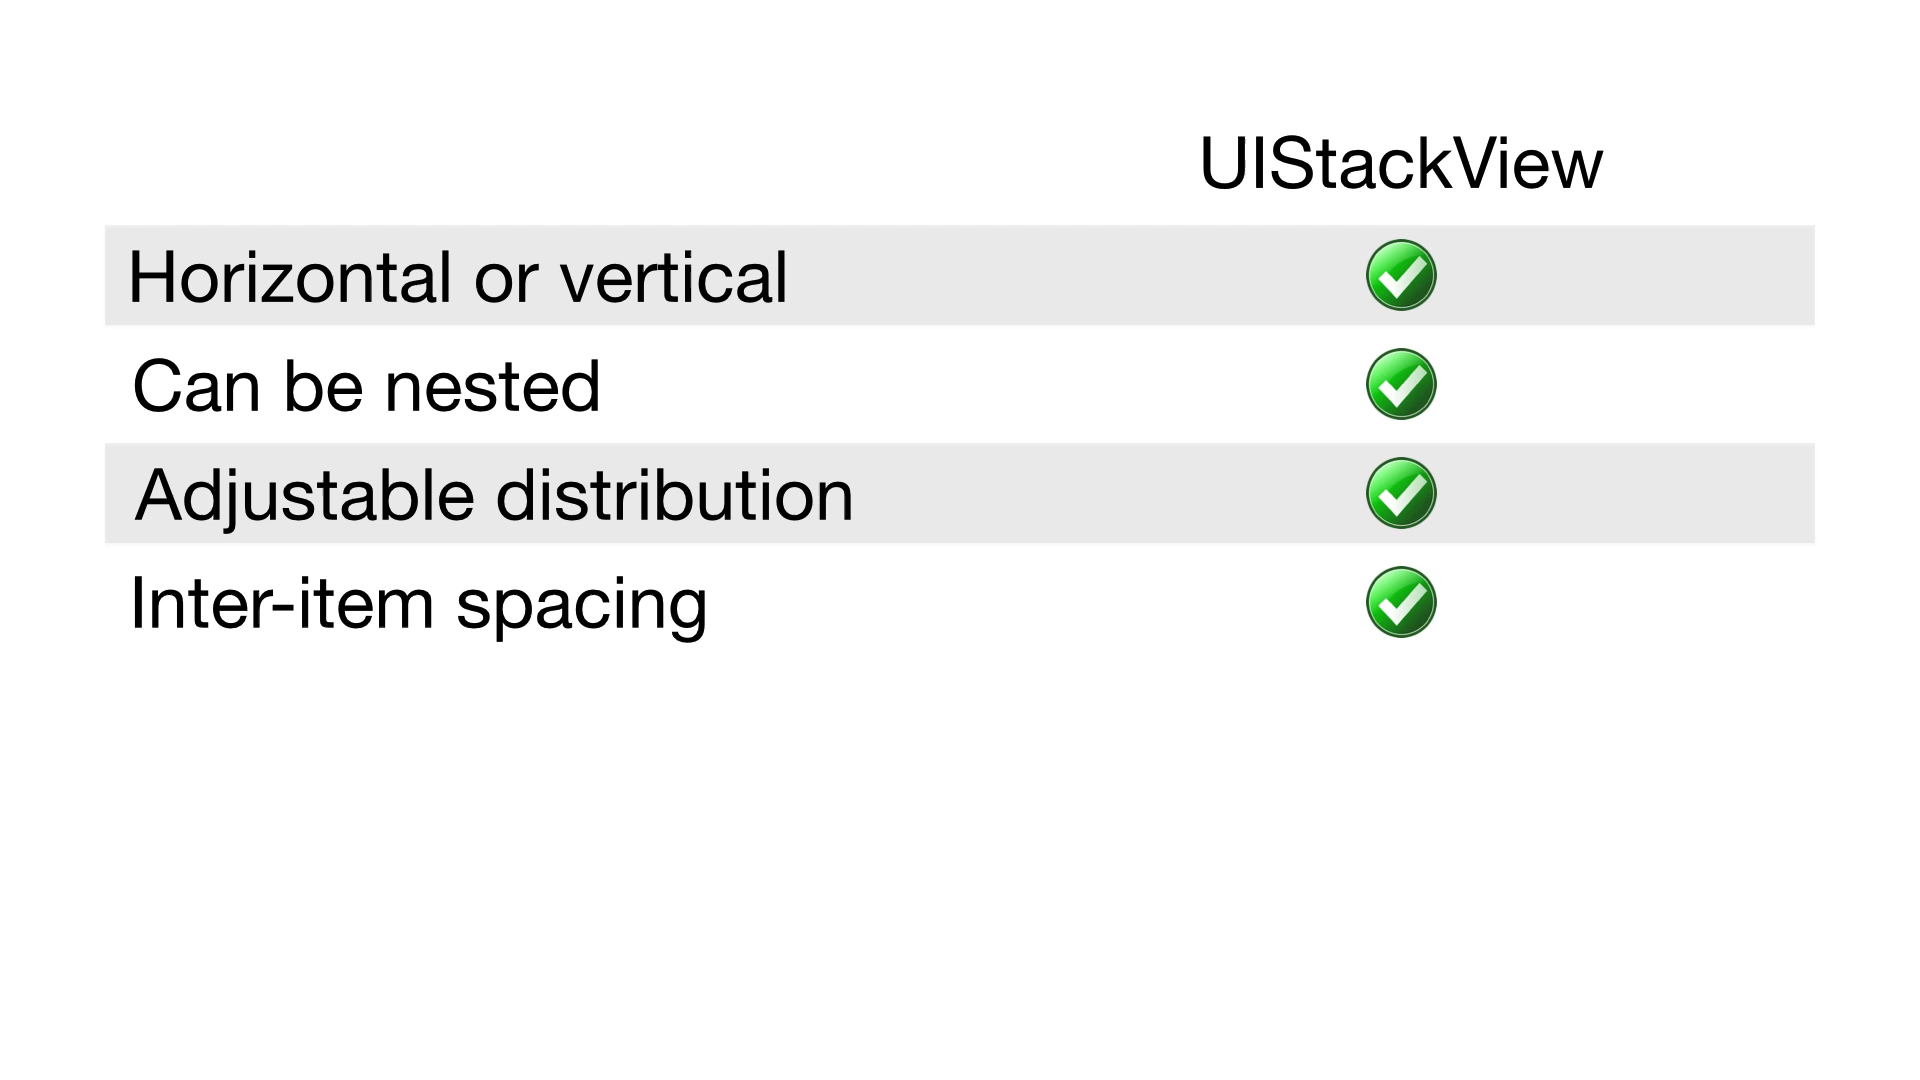 UIStackView
Horizontal or vertical
Can be nested
Adjustable distribution
Inter-item spacing